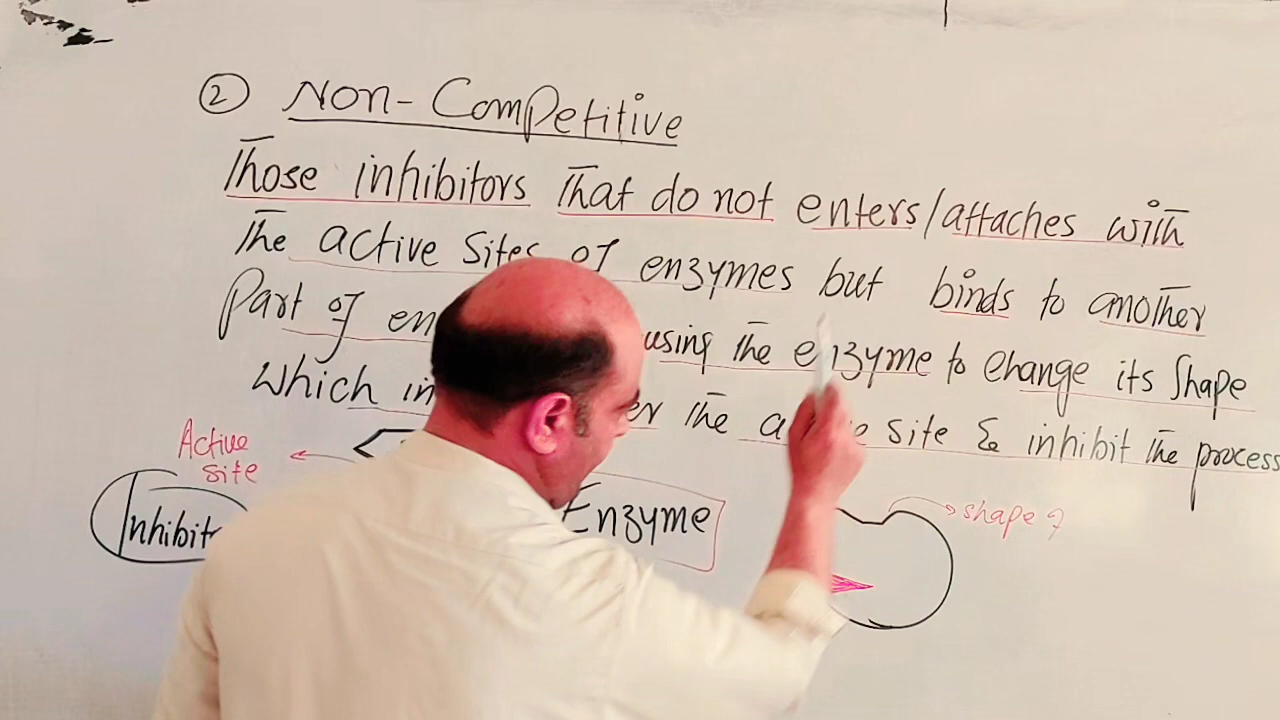 ② Non-Competitive
Those inhibitors that do not enters/attaches with
the active sites of enzymes but binds to another
Part of en using the enzyme to change its shape
which in er the a e site & inhibit the process
Active
site
Inhibit
Enzyme
shape